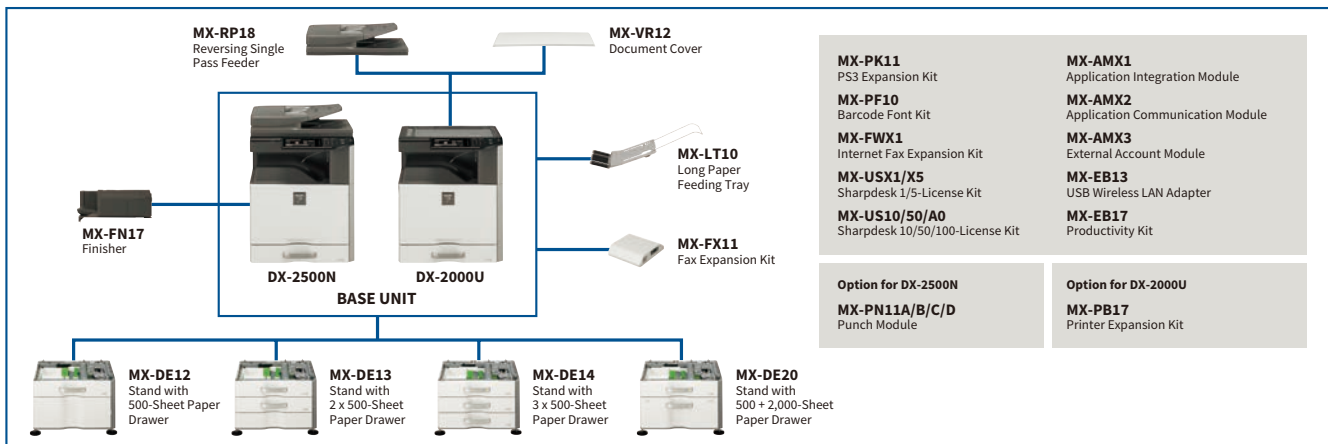 MX-RP18
Reversing Single
Pass Feeder
MX-VR12
Document Cover
MX-LT10
Long Paper
Feeding Tray
MX-FN17
Finisher
MX-FX11
Fax Expansion Kit
DX-2500N
DX-2000U
BASE UNIT
MX-DE12
Stand with
500-Sheet Paper
Drawer
MX-DE13
Stand with
2 x 500-Sheet
Paper Drawer
MX-DE14
Stand with
3 x 500-Sheet
Paper Drawer
MX-DE20
Stand with
500 + 2,000-Sheet
Paper Drawer
MX-PK11
PS3 Expansion Kit
MX-PF10
Barcode Font Kit
MX-FWX1
Internet Fax Expansion Kit
MX-USX1/X5
Sharpdesk 1/5-License Kit
MX-US10/50/A0
Sharpdesk 10/50/100-License Kit
MX-AMX1
Application Integration Module
MX-AMX2
Application Communication Module
MX-AMX3
External Account Module
MX-EB13
USB Wireless LAN Adapter
MX-EB17
Productivity Kit
Option for DX-2500N
MX-PN11A/B/C/D
Punch Module
Option for DX-2000U
MX-PB17
Printer Expansion Kit